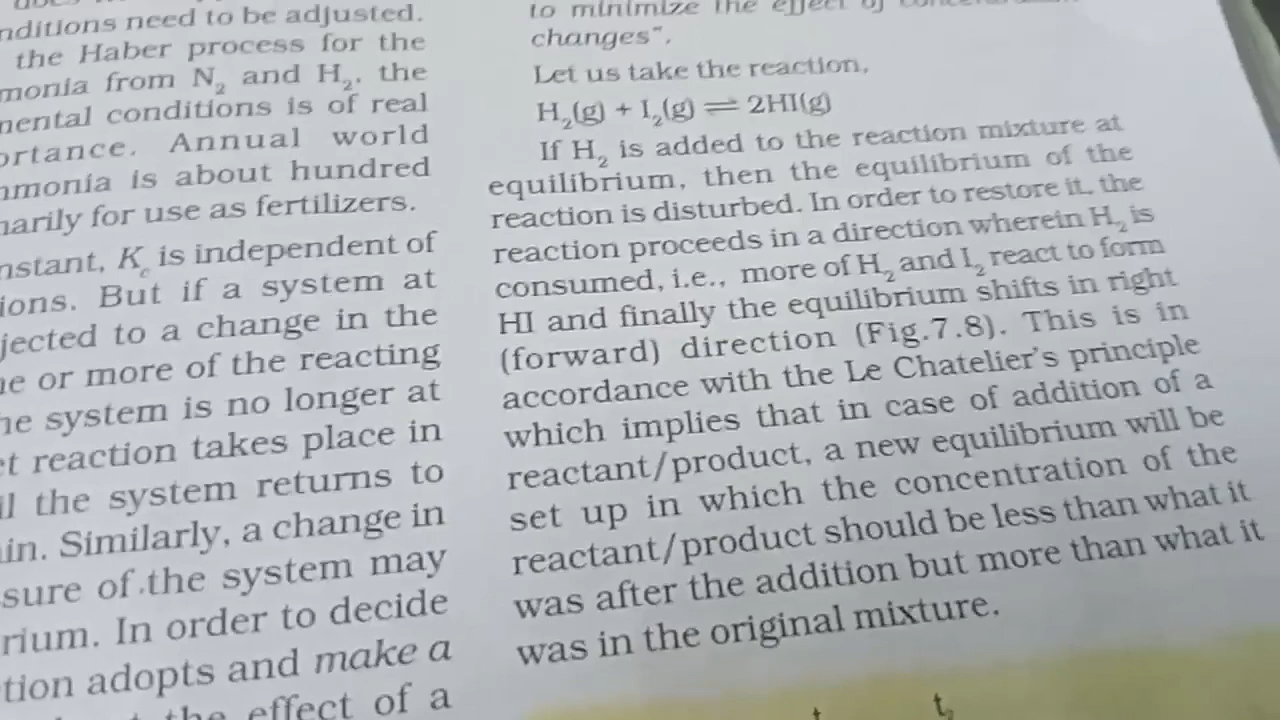 nditions need to be adjusted.
the Haber process for the
monia from N₂ and H₂, the
mental conditions is of real
ortance. Annual world
mmonia is about hundred
narily for use as fertilizers.
nstant, K꜀ is independent of
ions. But if a system at
jected to a change in the
ne or more of the reacting
he system is no longer at
et reaction takes place in
il the system returns to
in. Similarly, a change in
sure of the system may
rium. In order to decide
tion adopts and make a
the effect of a
to minimize the effect of
changes".
Let us take the reaction,
H₂(g) + I₂(g) ⇌ 2HI(g)
If H₂ is added to the reaction mixture at
equilibrium, then the equilibrium of the
reaction is disturbed. In order to restore it, the
reaction proceeds in a direction wherein H₂ is
consumed, i.e., more of H₂ and I₂ react to form
HI and finally the equilibrium shifts in right
(forward) direction (Fig.7.8). This is in
accordance with the Le Chatelier's principle
which implies that in case of addition of a
reactant/product, a new equilibrium will be
set up in which the concentration of the
reactant/product should be less than what it
was after the addition but more than what it
was in the original mixture.